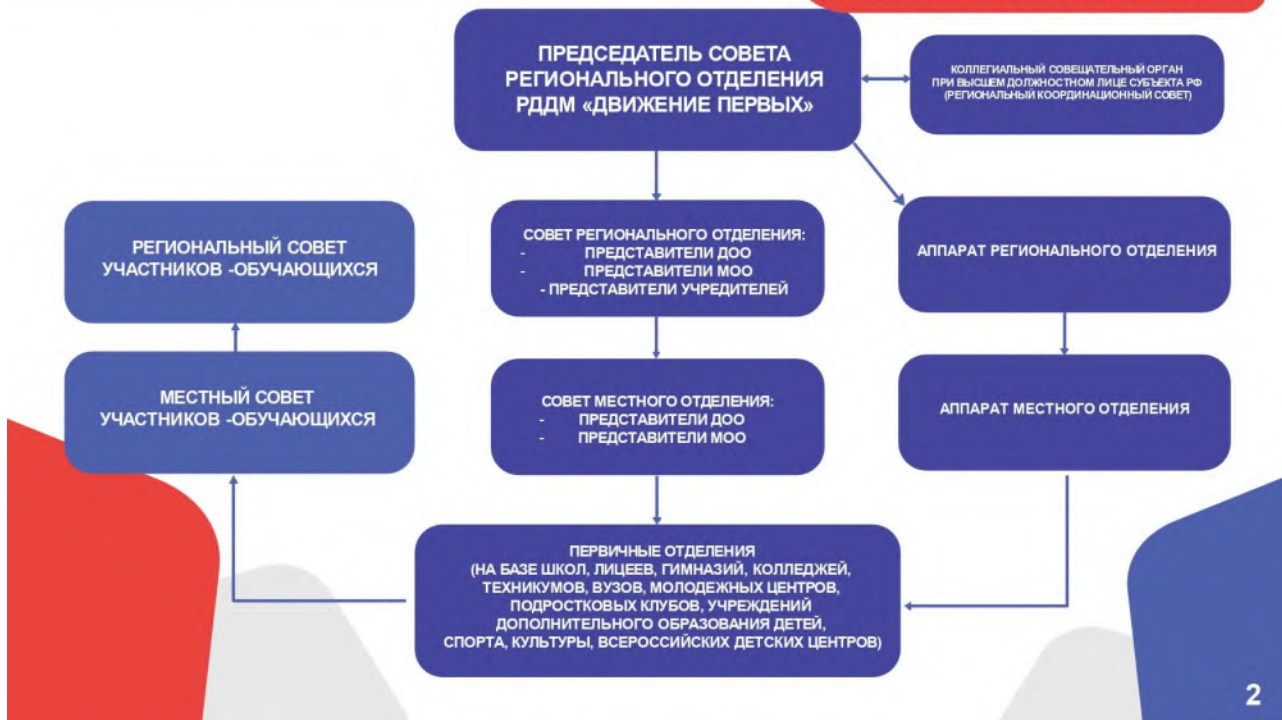 ПРЕДСЕДАТЕЛЬ СОВЕТА
РЕГИОНАЛЬНОГО ОТДЕЛЕНИЯ
РДДМ «ДВИЖЕНИЕ ПЕРВЫХ»
КОЛЛЕГИАЛЬНЫЙ СОВЕЩАТЕЛЬНЫЙ ОРГАН
ПРИ ВЫСШЕМ ДОЛЖНОСТНОМ ЛИЦЕ СУБЪЕКТА РФ
(РЕГИОНАЛЬНЫЙ КООРДИНАЦИОННЫЙ СОВЕТ)
РЕГИОНАЛЬНЫЙ СОВЕТ
УЧАСТНИКОВ -ОБУЧАЮЩИХСЯ
СОВЕТ РЕГИОНАЛЬНОГО ОТДЕЛЕНИЯ:
- ПРЕДСТАВИТЕЛИ ДОО
- ПРЕДСТАВИТЕЛИ МОО
- ПРЕДСТАВИТЕЛИ УЧРЕДИТЕЛЕЙ
АППАРАТ РЕГИОНАЛЬНОГО ОТДЕЛЕНИЯ
МЕСТНЫЙ СОВЕТ
УЧАСТНИКОВ -ОБУЧАЮЩИХСЯ
СОВЕТ МЕСТНОГО ОТДЕЛЕНИЯ:
- ПРЕДСТАВИТЕЛИ ДОО
- ПРЕДСТАВИТЕЛИ МОО
АППАРАТ МЕСТНОГО ОТДЕЛЕНИЯ
ПЕРВИЧНЫЕ ОТДЕЛЕНИЯ
(НА БАЗЕ ШКОЛ, ЛИЦЕЕВ, ГИМНАЗИЙ, КОЛЛЕДЖЕЙ,
ТЕХНИКУМОВ, ВУЗОВ, МОЛОДЕЖНЫХ ЦЕНТРОВ,
ПОДРОСТКОВЫХ КЛУБОВ, УЧРЕЖДЕНИЙ
ДОПОЛНИТЕЛЬНОГО ОБРАЗОВАНИЯ ДЕТЕЙ,
СПОРТА, КУЛЬТУРЫ, ВСЕРОССИЙСКИХ ДЕТСКИХ ЦЕНТРОВ)
2